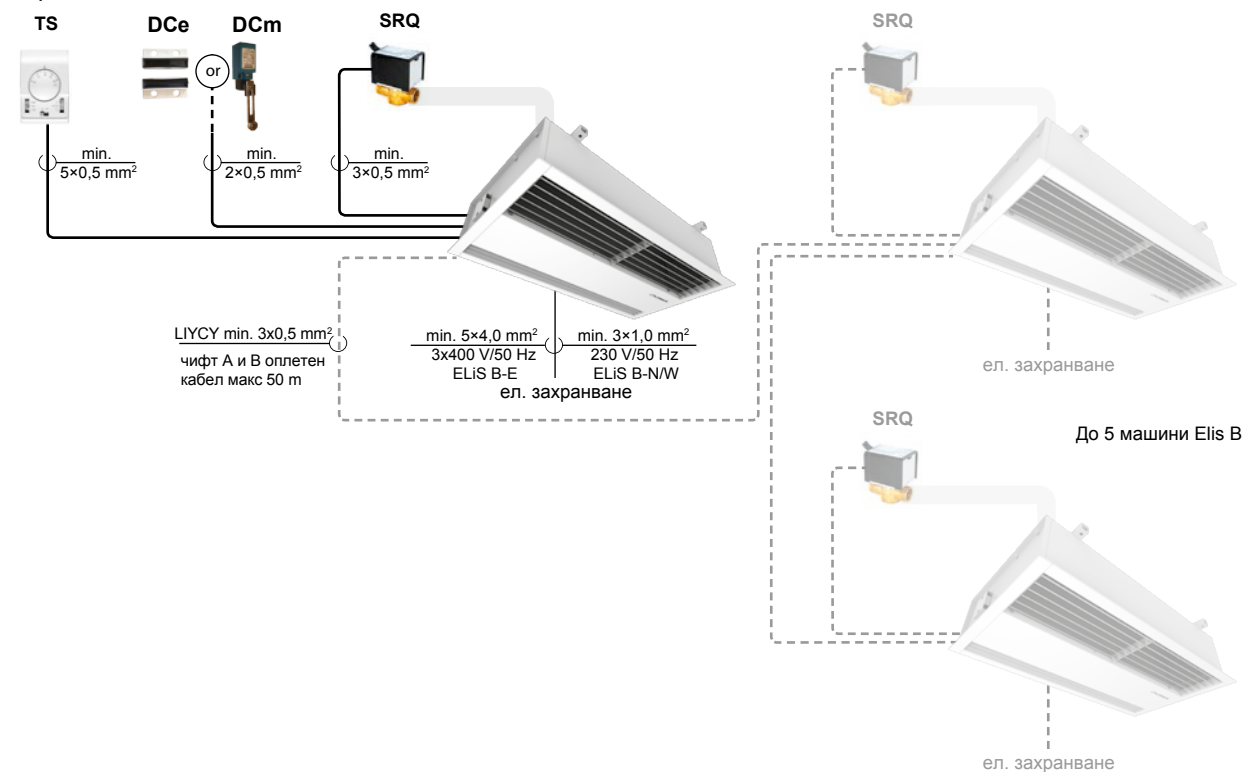 TS
DCe
DCm
SRQ
SRQ
or
min.
5×0,5 mm²
min.
2×0,5 mm²
min.
3×0,5 mm²
LIYCY min. 3x0,5 mm²
чифт А и В оплетен
кабел макс 50 m
min. 5×4,0 mm²
3x400 V/50 Hz
ELiS B-E
min. 3×1,0 mm²
230 V/50 Hz
ELiS B-N/W
ел. захранване
ел. захранване
SRQ
До 5 машини Elis B
ел. захранване